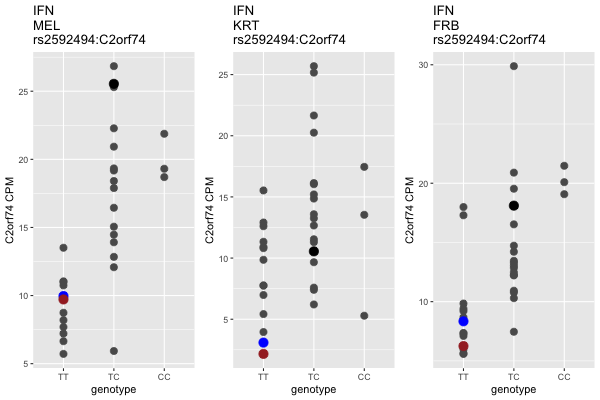 IFN
MEL
rs2592494:C2orf74
C2orf74 CPM
25
20
15
10
5
TT TC CC
genotype
IFN
KRT
rs2592494:C2orf74
C2orf74 CPM
25
20
15
10
5
TT TC CC
genotype
IFN
FRB
rs2592494:C2orf74
C2orf74 CPM
30
20
10
TT TC CC
genotype